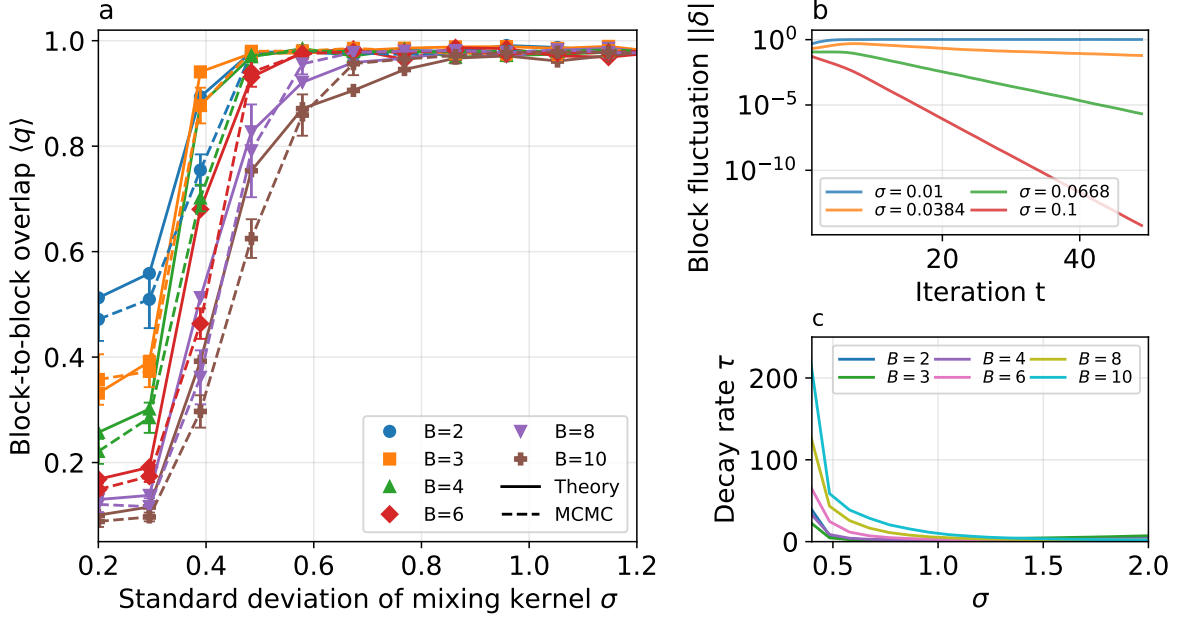 a
Block-to-block overlap ⟨q⟩
1.0
0.8
0.6
0.4
0.2
0.2 0.4 0.6 0.8 1.0 1.2
Standard deviation of mixing kernel σ
B=2 B=8
B=3 B=10
B=4 Theory
B=6 MCMC
b
Block fluctuation ||δ||
10⁰
10⁻⁵
10⁻¹⁰
σ = 0.01 σ = 0.0668
σ = 0.0384 σ = 0.1
20 40
Iteration t
c
Decay rate τ
200
100
0
B = 2 B = 4 B = 8
B = 3 B = 6 B = 10
0.5 1.0 1.5 2.0
σ